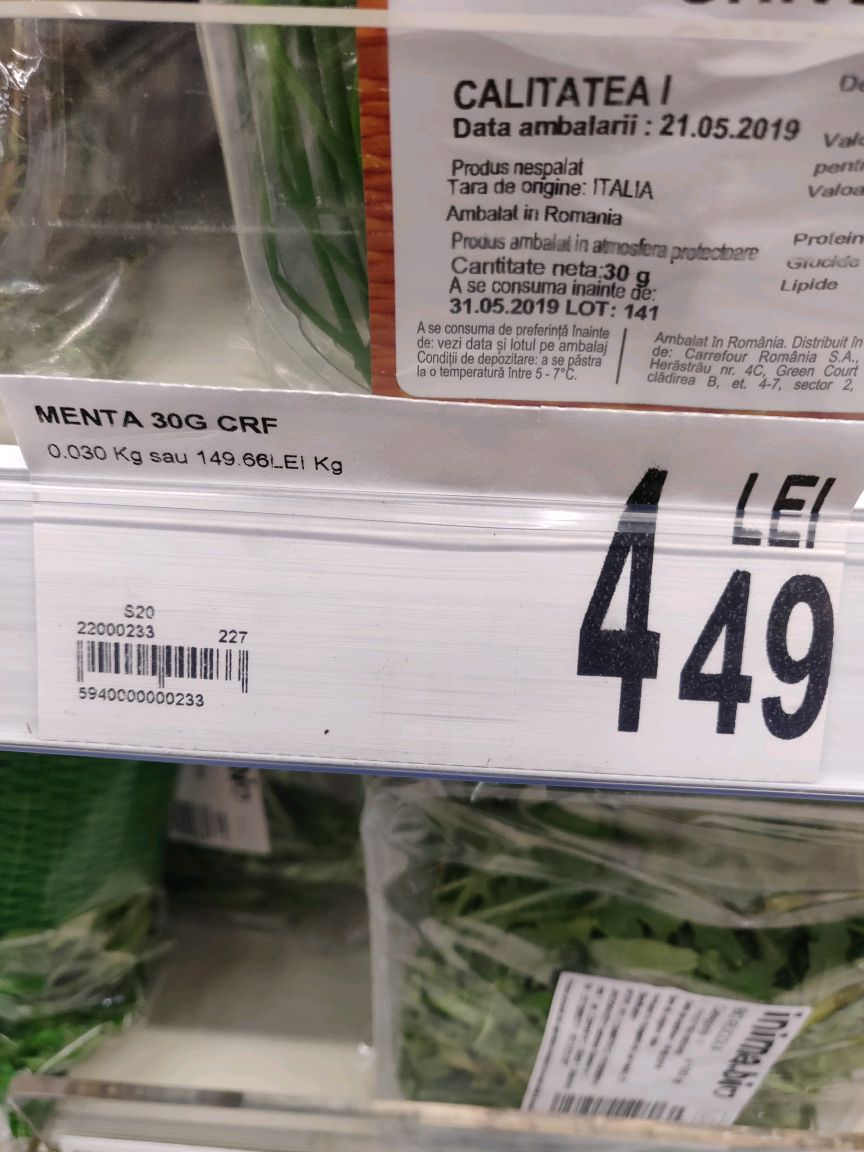 CALITATEA I
Data ambalarii : 21.05.2019
Produs nespalat
Tara de origine: ITALIA
Ambalat in Romania
Produs ambalat in atmosfera protectoare
Cantitate neta:30 g
A se consuma inainte de:
31.05.2019 LOT: 141
A se consuma de preferință înainte
de: vezi data și lotul pe ambalaj
Condiții de depozitare: a se păstra
la o temperatură între 5 - 7°C.
Ambalat în România. Distribuit în
de: Carrefour România S.A.,
Herăstrău nr. 4C, Green Court
clădirea B, et. 4-7, sector 2,
Protein
Glucide
Lipide
MENTA 30G CRF
0.030 Kg sau 149.66LEI Kg
4 LEI
49
S20
22000233 227
5940000000233
inima.bio